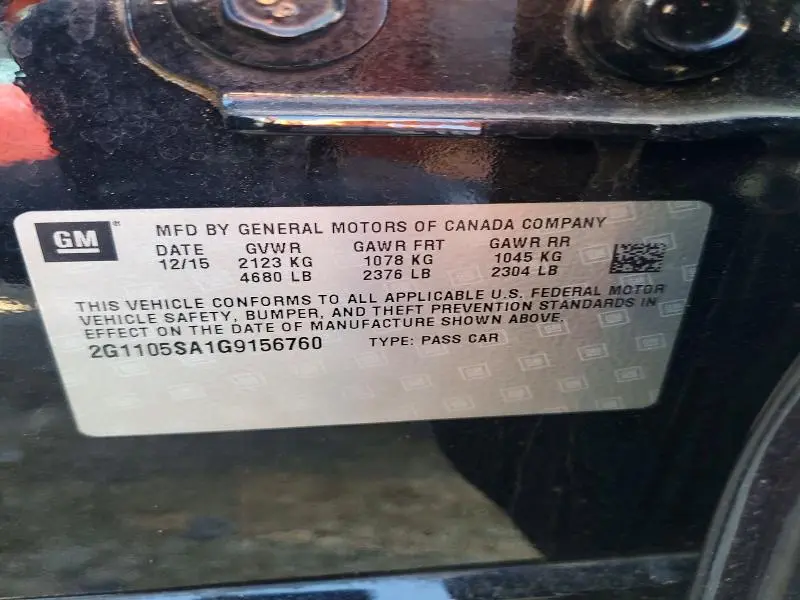 GM® MFD BY GENERAL MOTORS OF CANADA COMPANY
DATE GVWR GAWR FRT GAWR RR
12/15 2123 KG 1078 KG 1045 KG
4680 LB 2376 LB 2304 LB
THIS VEHICLE CONFORMS TO ALL APPLICABLE U.S. FEDERAL MOTOR
VEHICLE SAFETY, BUMPER, AND THEFT PREVENTION STANDARDS IN
EFFECT ON THE DATE OF MANUFACTURE SHOWN ABOVE.
2G1105SA1G9156760 TYPE: PASS CAR